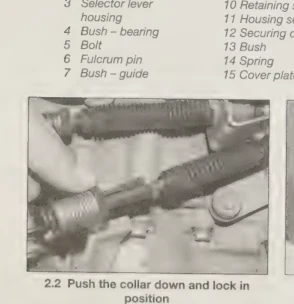 3 Selector lever
housing
4 Bush – bearing
5 Bolt
6 Fulcrum pin
7 Bush – guide
10 Retaining
11 Housing
12 Securing
13 Bush
14 Spring
15 Cover
2.2 Push the collar down and lock in
position